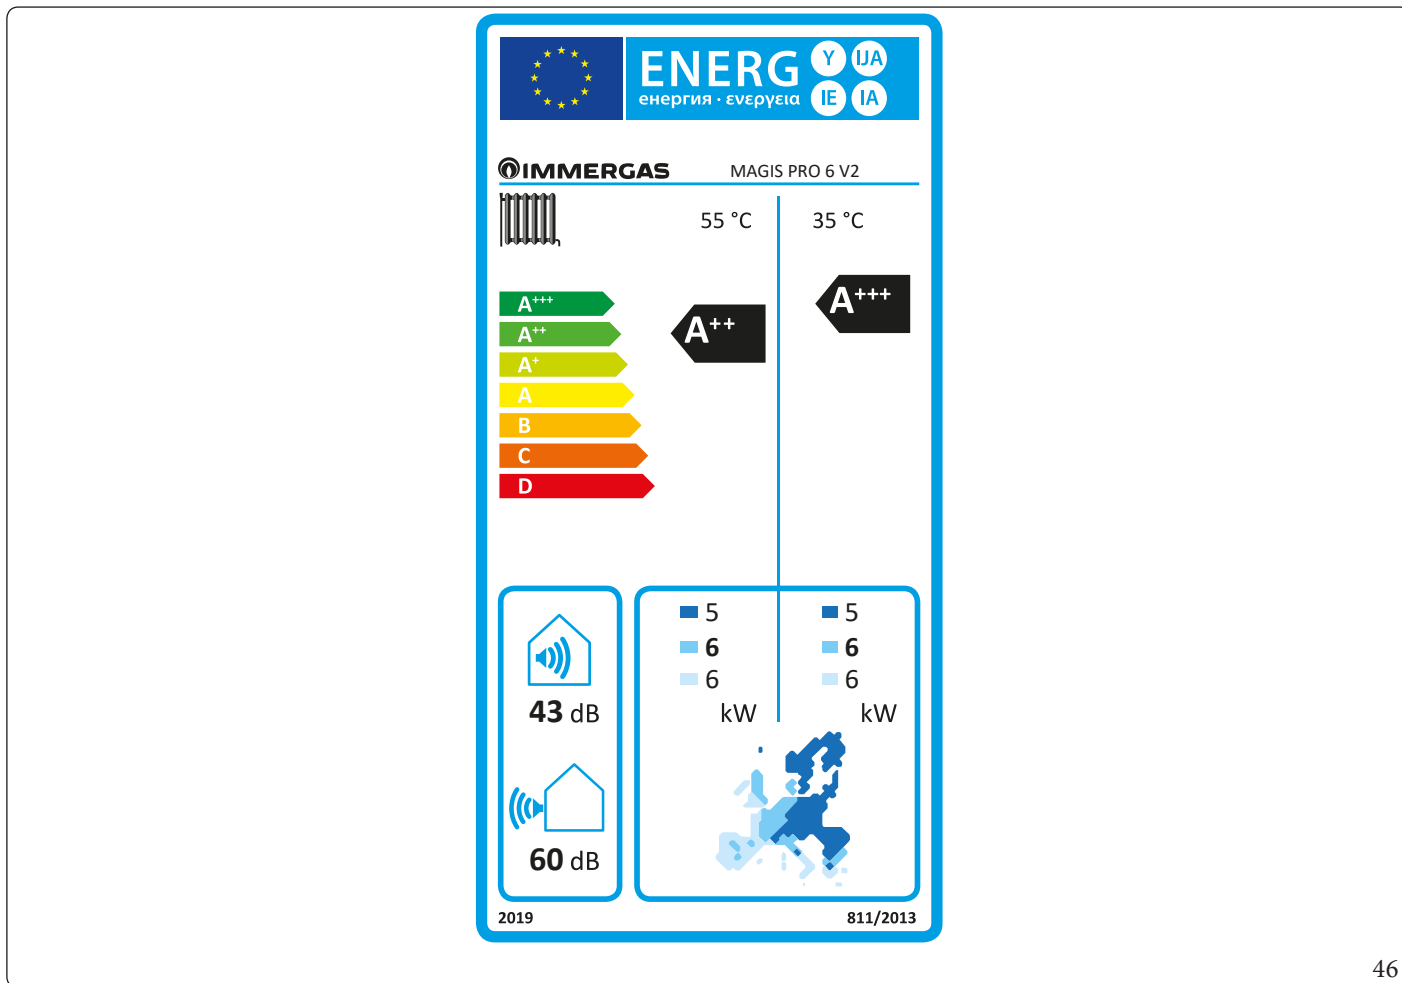 ENERG Y IJA
енергия · ενεργεια IE IA
IMMERGAS MAGIS PRO 6 V2
55 °C 35 °C
A+++
A++
A+
A
B
C
D
A++
A+++
5 5
6 6
6 6
kW kW
43 dB
60 dB
2019 811/2013
46